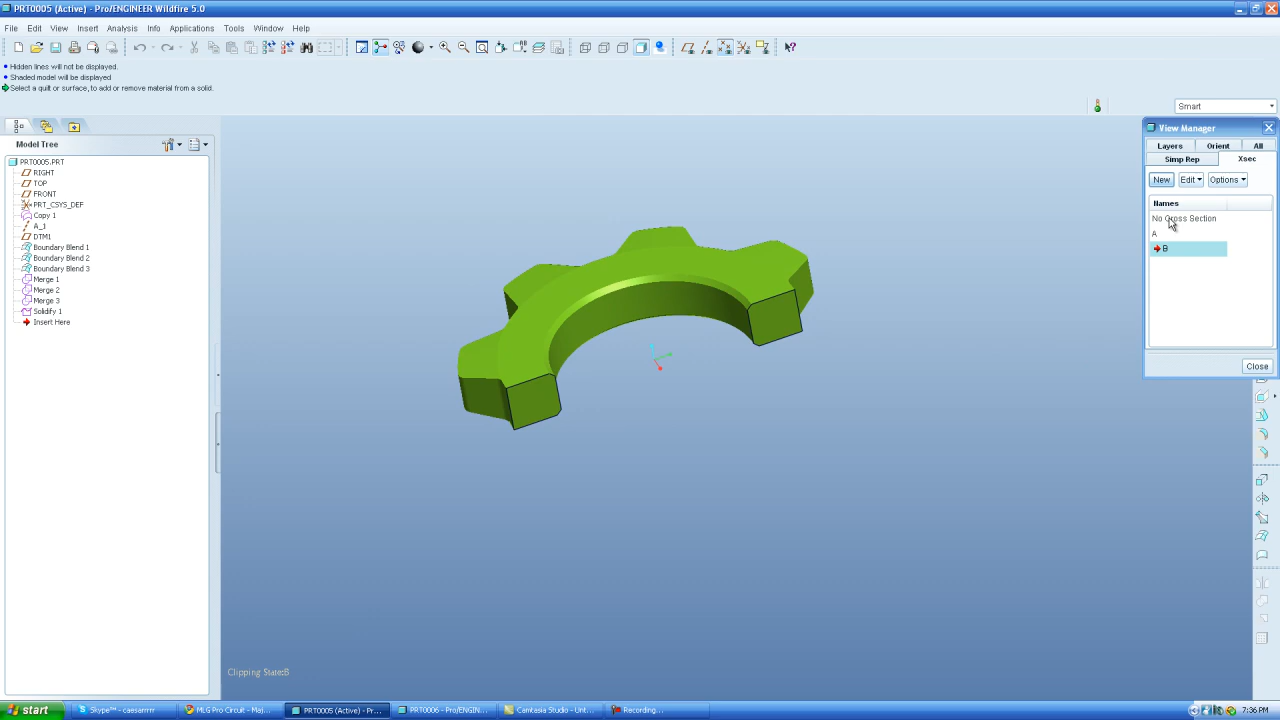 PRT0005 (Active) - Pro/ENGINEER Wildfire 5.0
File Edit View Insert Analysis Info Applications Tools Window Help
Hidden lines will not be displayed.
Shaded model will be displayed
Select a quilt or surface, to add or remove material from a solid.
Smart
Model Tree
PRT0005.PRT
RIGHT
TOP
FRONT
PRT_CSYS_DEF
Copy 1
A_1
DTM1
Boundary Blend 1
Boundary Blend 2
Boundary Blend 3
Merge 1
Merge 2
Merge 3
Solidify 1
Insert Here
View Manager
Layers Orient All
Simp Rep Xsec
New Edit Options
Names
No Cross Section
A
B
Close
Clipping State:B
start Skype™ - caesarrrrr MLG Pro Circuit - Maj... PRT0005 (Active) - Pr... PRT0006 - Pro/ENGIN... Camtasia Studio - Unt... Recording... 7:36 PM